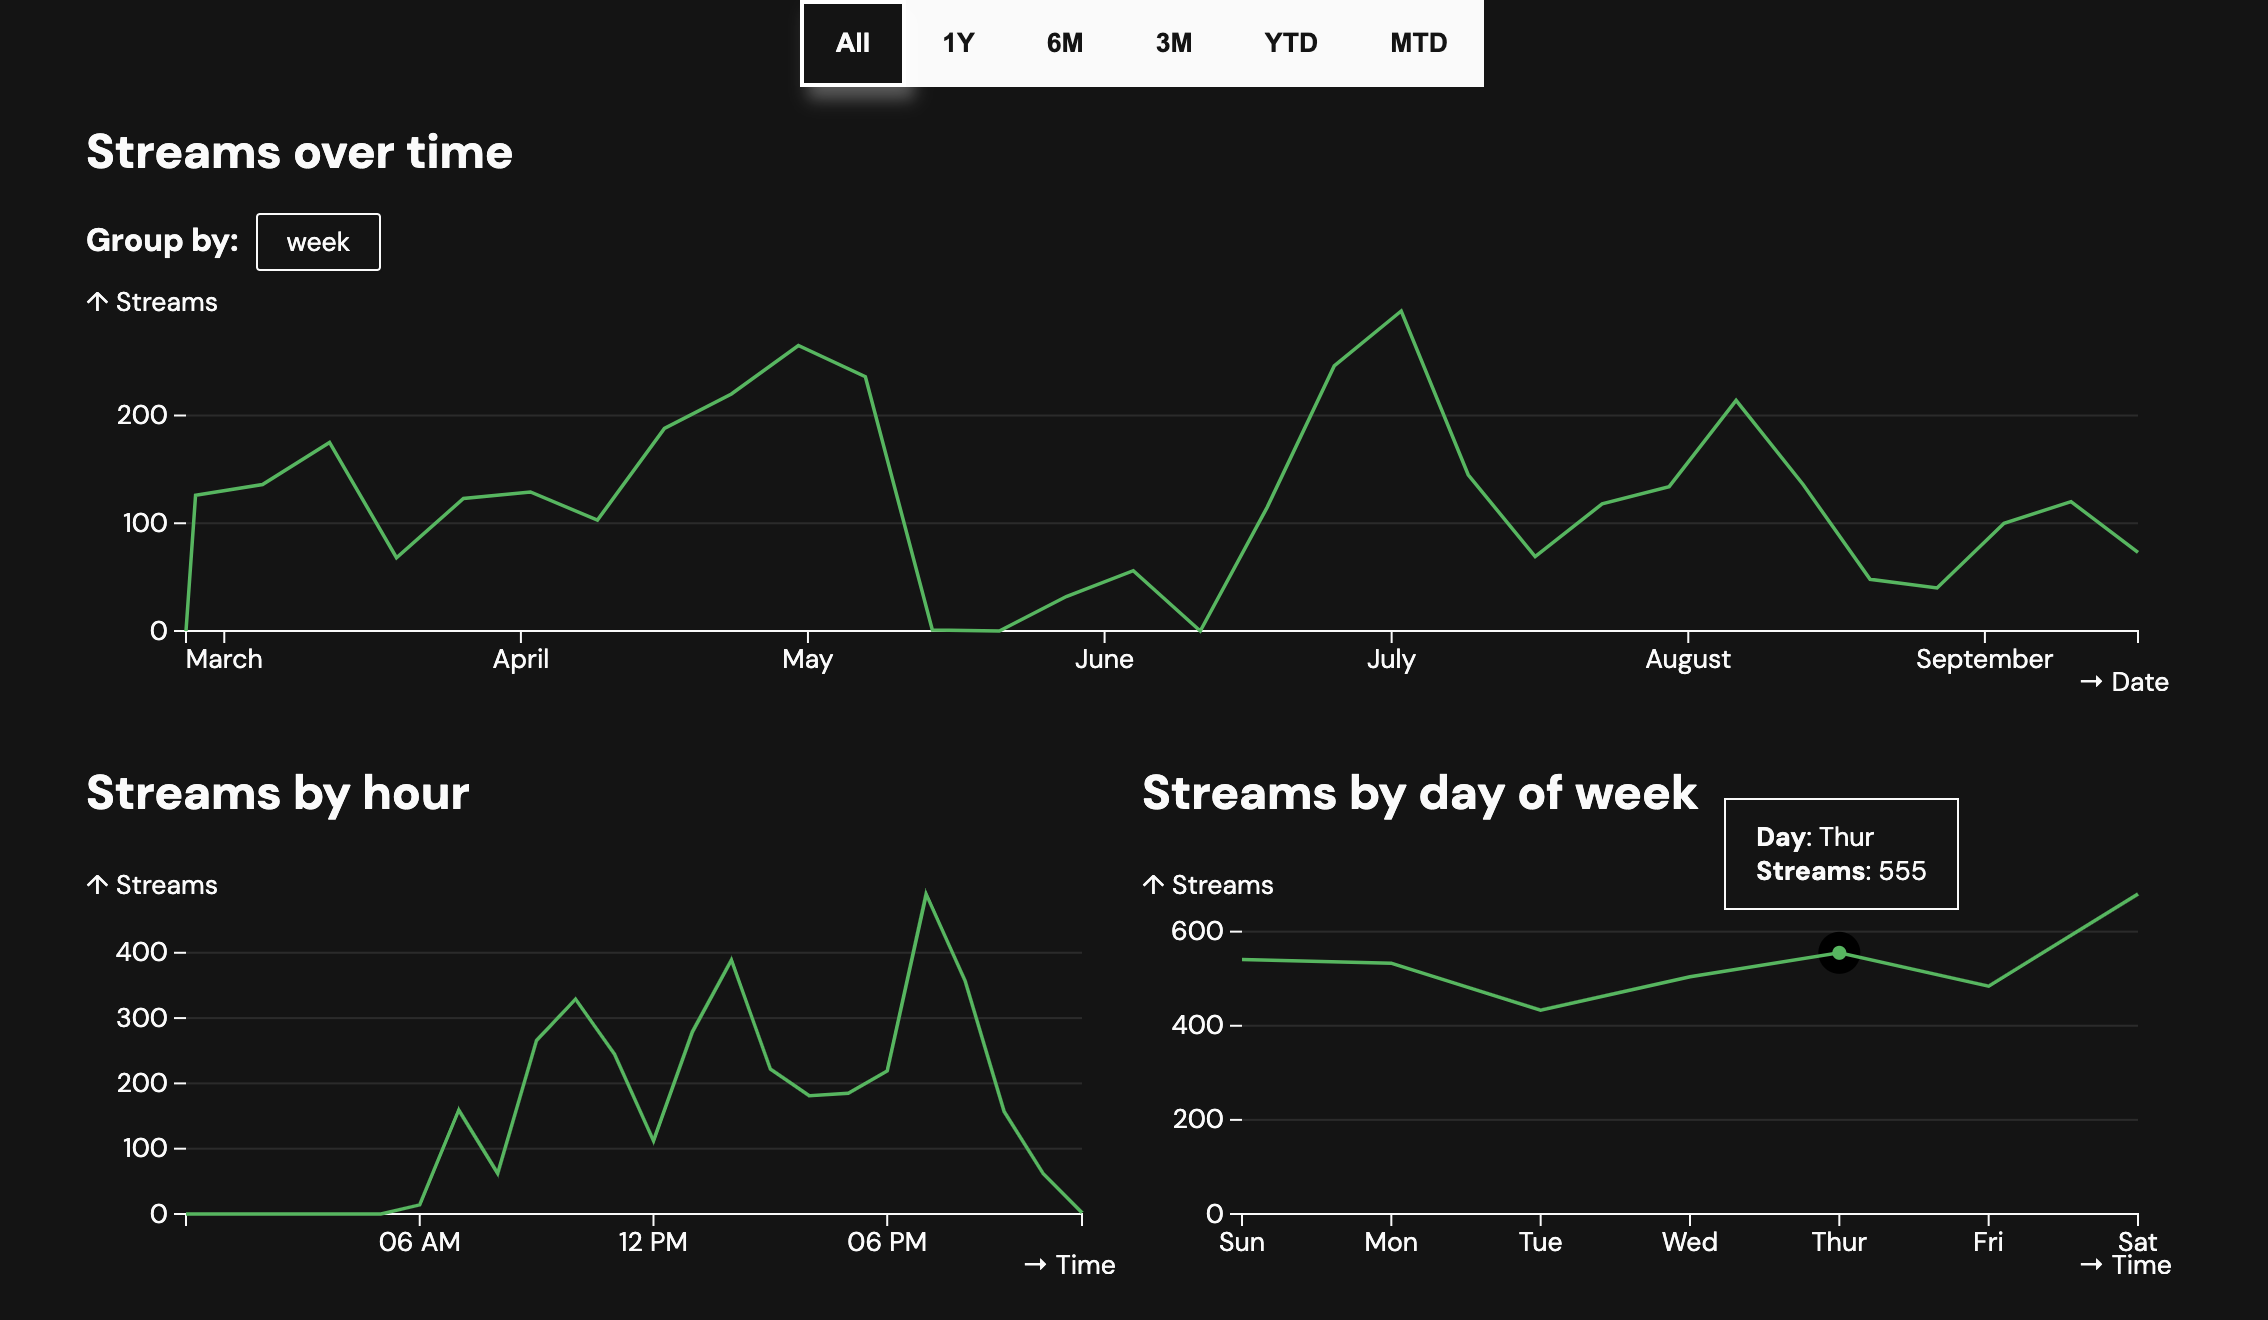 All 1Y 6M 3M YTD MTD
Streams over time
Group by: week
↑ Streams
200
100
0
March April May June July August September
→ Date
Streams by hour
↑ Streams
400
300
200
100
0
06 AM 12 PM 06 PM
→ Time
Streams by day of week
Day: Thur
Streams: 555
↑ Streams
600
400
200
0
Sun Mon Tue Wed Thur Fri Sat
→ Time